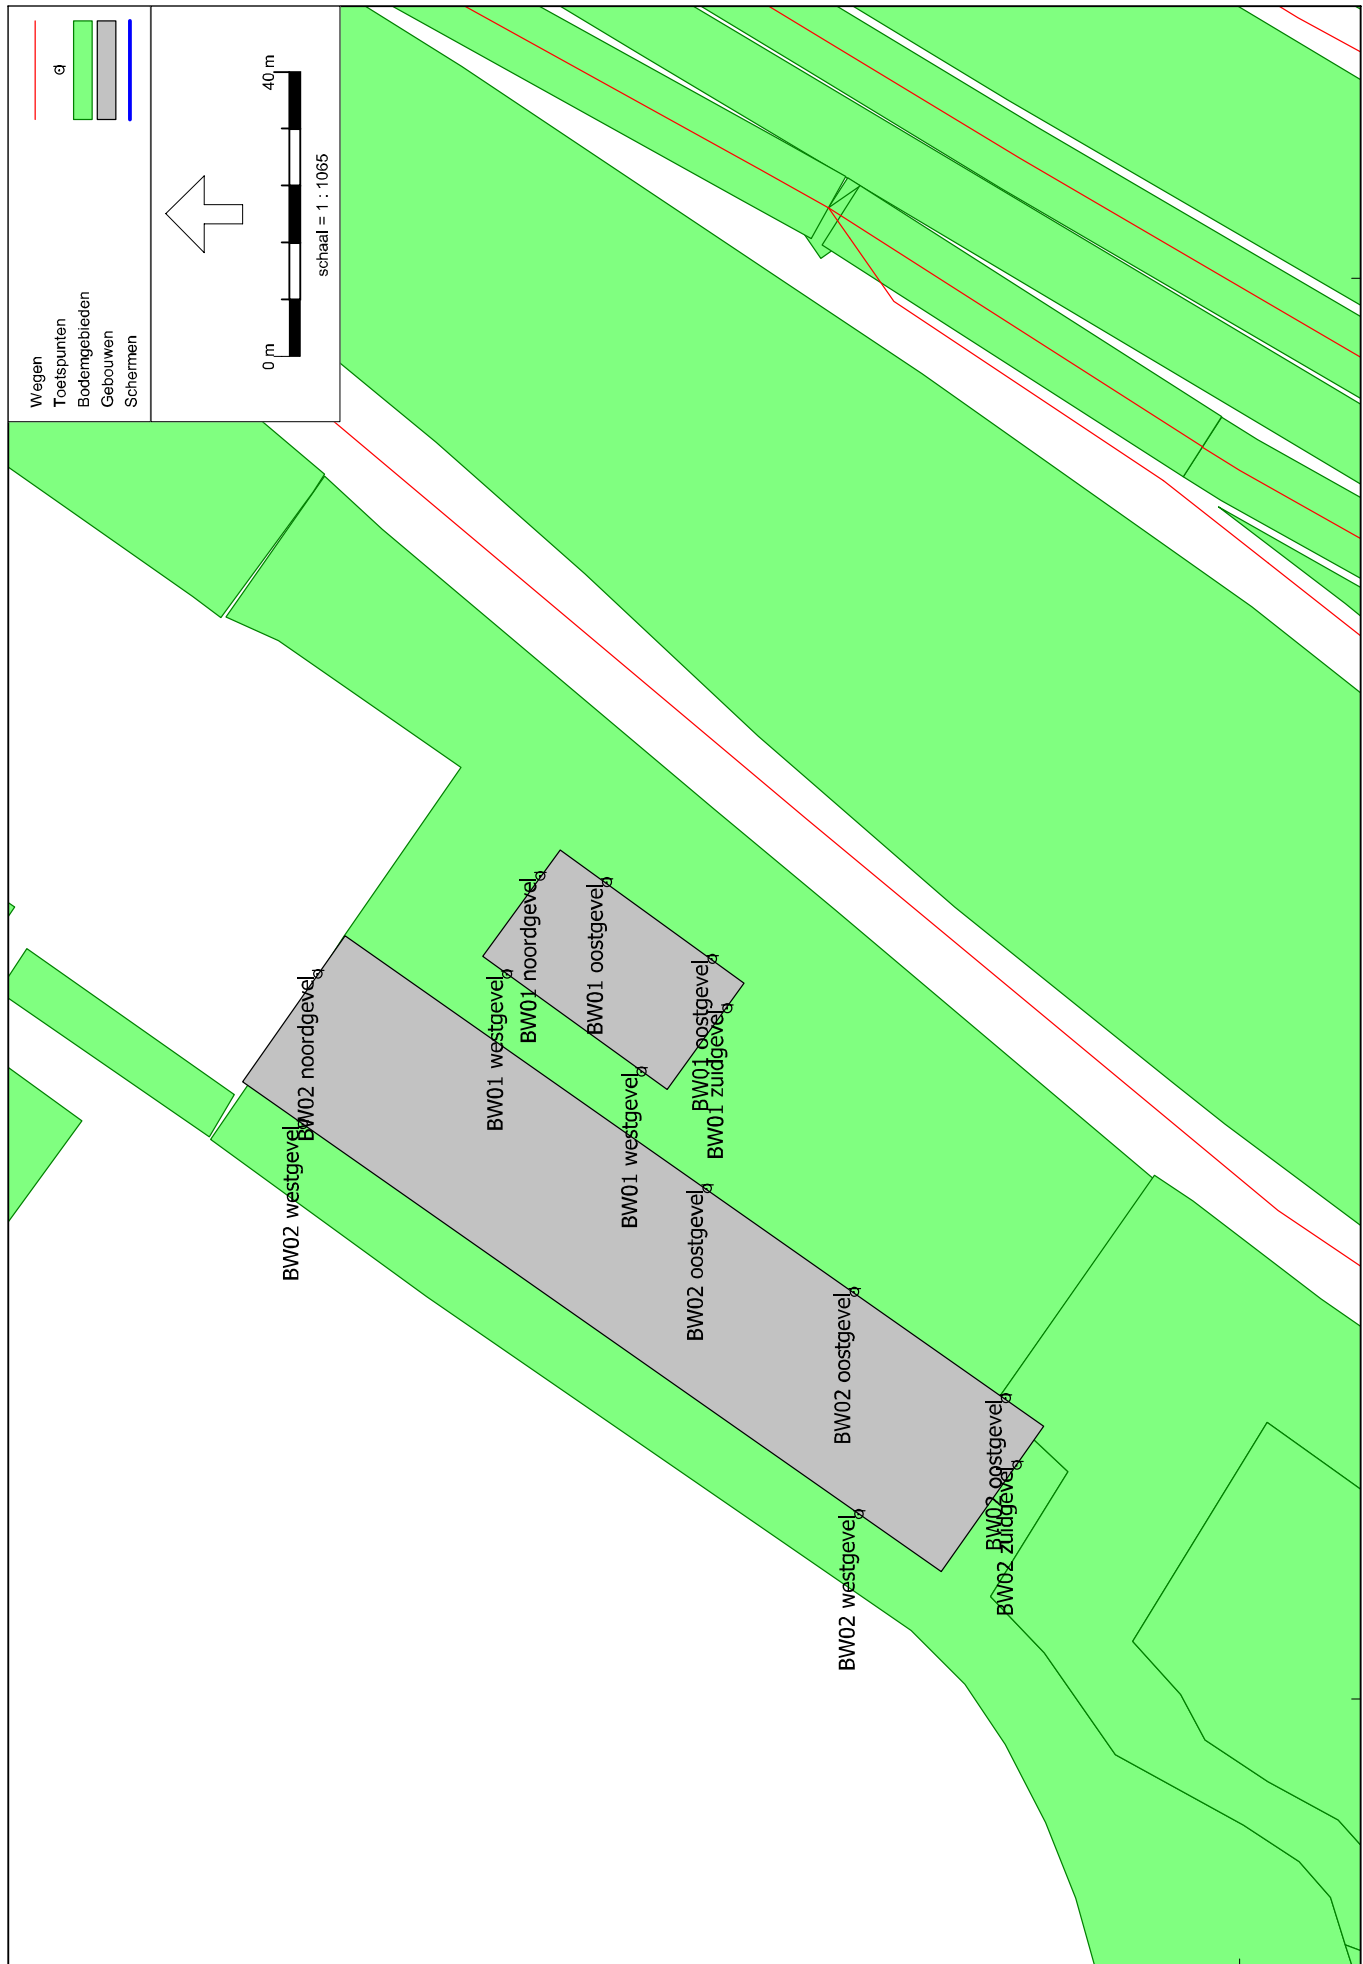 Wegen
Toetspunten
Bodemgebieden
Gebouwen
Schermen
0 m
40 m
schaal = 1 : 1065
BW02 westgevel
BW02 noordgevel
BW01 westgevel
BW01 noordgevel
BW01 oostgevel
BW01 westgevel
BW01 oostgevel
BW01 zuidgevel
BW02 oostgevel
BW02 oostgevel
BW02 westgevel
BW02 oostgevel
BW02 zuidgevel